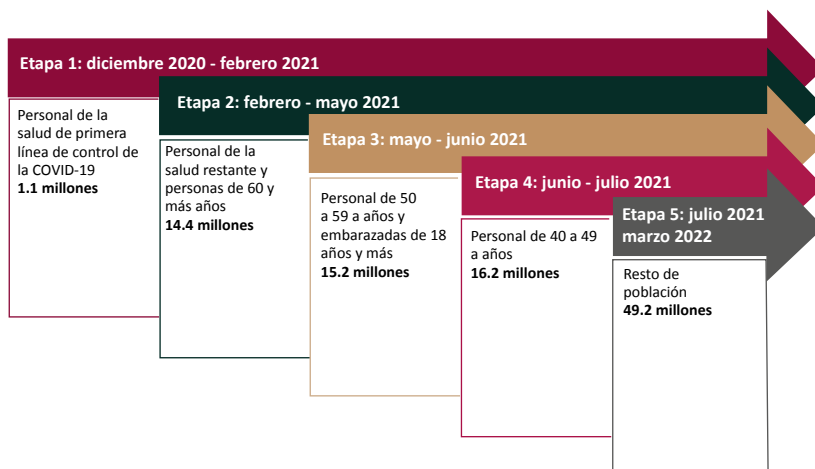 Etapa 1: diciembre 2020 - febrero 2021
Personal de la
salud de primera
línea de control de
la COVID-19
1.1 millones
Etapa 2: febrero - mayo 2021
Personal de la
salud restante y
personas de 60 y
más años
14.4 millones
Etapa 3: mayo - junio 2021
Personal de 50
a 59 a años y
embarazadas de 18
años y más
15.2 millones
Etapa 4: junio - julio 2021
Personal de 40 a 49
a años
16.2 millones
Etapa 5: julio 2021
marzo 2022
Resto de
población
49.2 millones